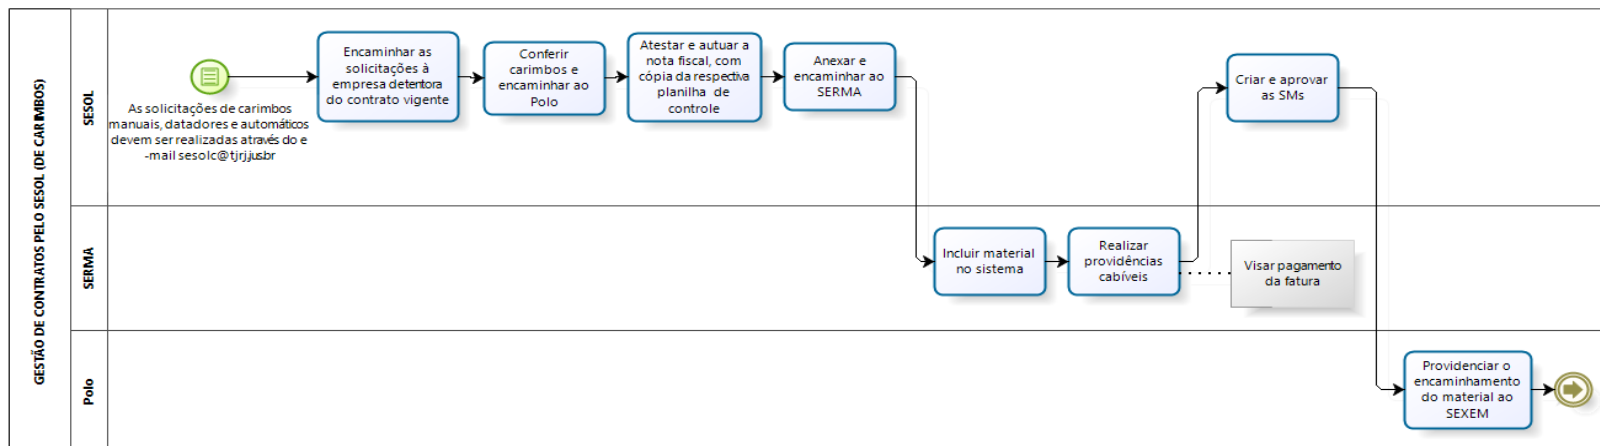 GESTÃO DE CONTRATOS PELO SESOL (DE CARIMBOS)
SESOL
As solicitações de carimbos
manuais, datadores e automáticos
devem ser realizadas através do e
-mail sesolc@tjrj.jus.br
Encaminhar as
solicitações à
empresa detentora
do contrato vigente
Conferir
carimbos e
encaminhar ao
Polo
Atestar e autuar a
nota fiscal, com
cópia da respectiva
planilha de
controle
Anexar e
encaminhar ao
SERMA
Criar e aprovar
as SMs
SERMA
Incluir material
no sistema
Realizar
providências
cabíveis
Visar pagamento
da fatura
Polo
Providenciar o
encaminhamento
do material ao
SEXEM